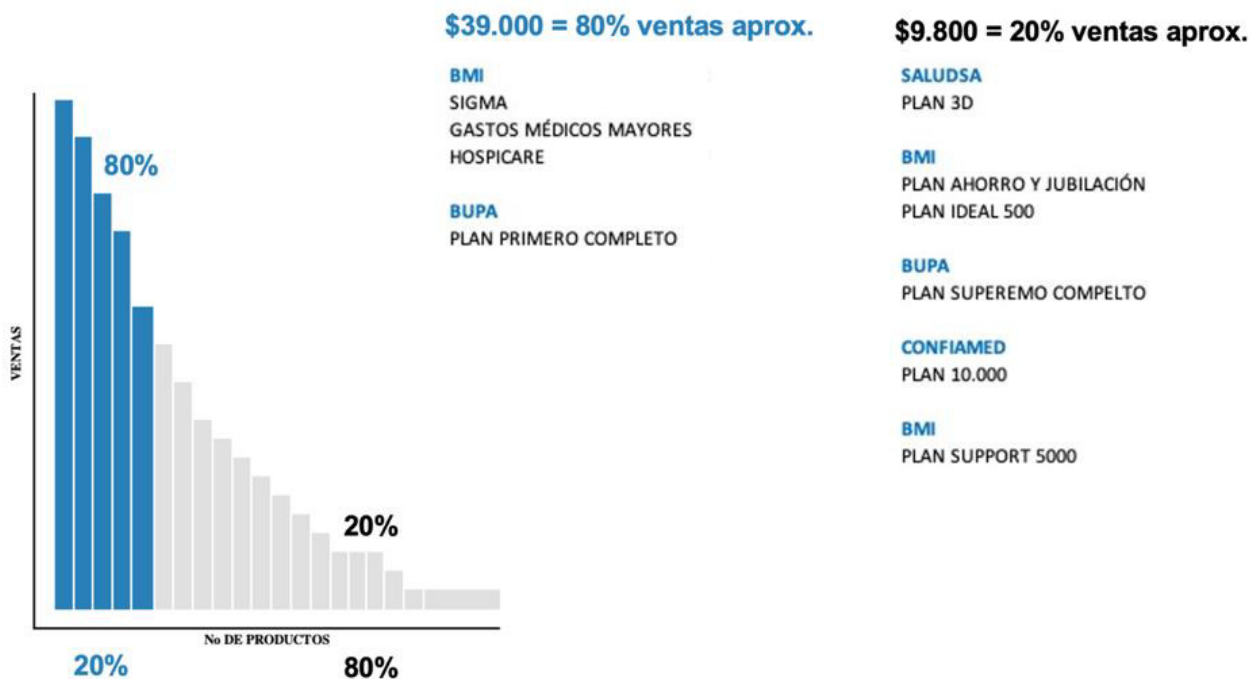 $39.000 = 80% ventas aprox.
BMI
SIGMA
GASTOS MÉDICOS MAYORES
HOSPICARE
BUPA
PLAN PRIMERO COMPLETO
$9.800 = 20% ventas aprox.
SALUDSA
PLAN 3D
BMI
PLAN AHORRO Y JUBILACIÓN
PLAN IDEAL 500
BUPA
PLAN SUPEREMO COMPELTO
CONFIAMED
PLAN 10.000
BMI
PLAN SUPPORT 5000
80%
20%
VENTAS
No DE PRODUCTOS
20%
80%